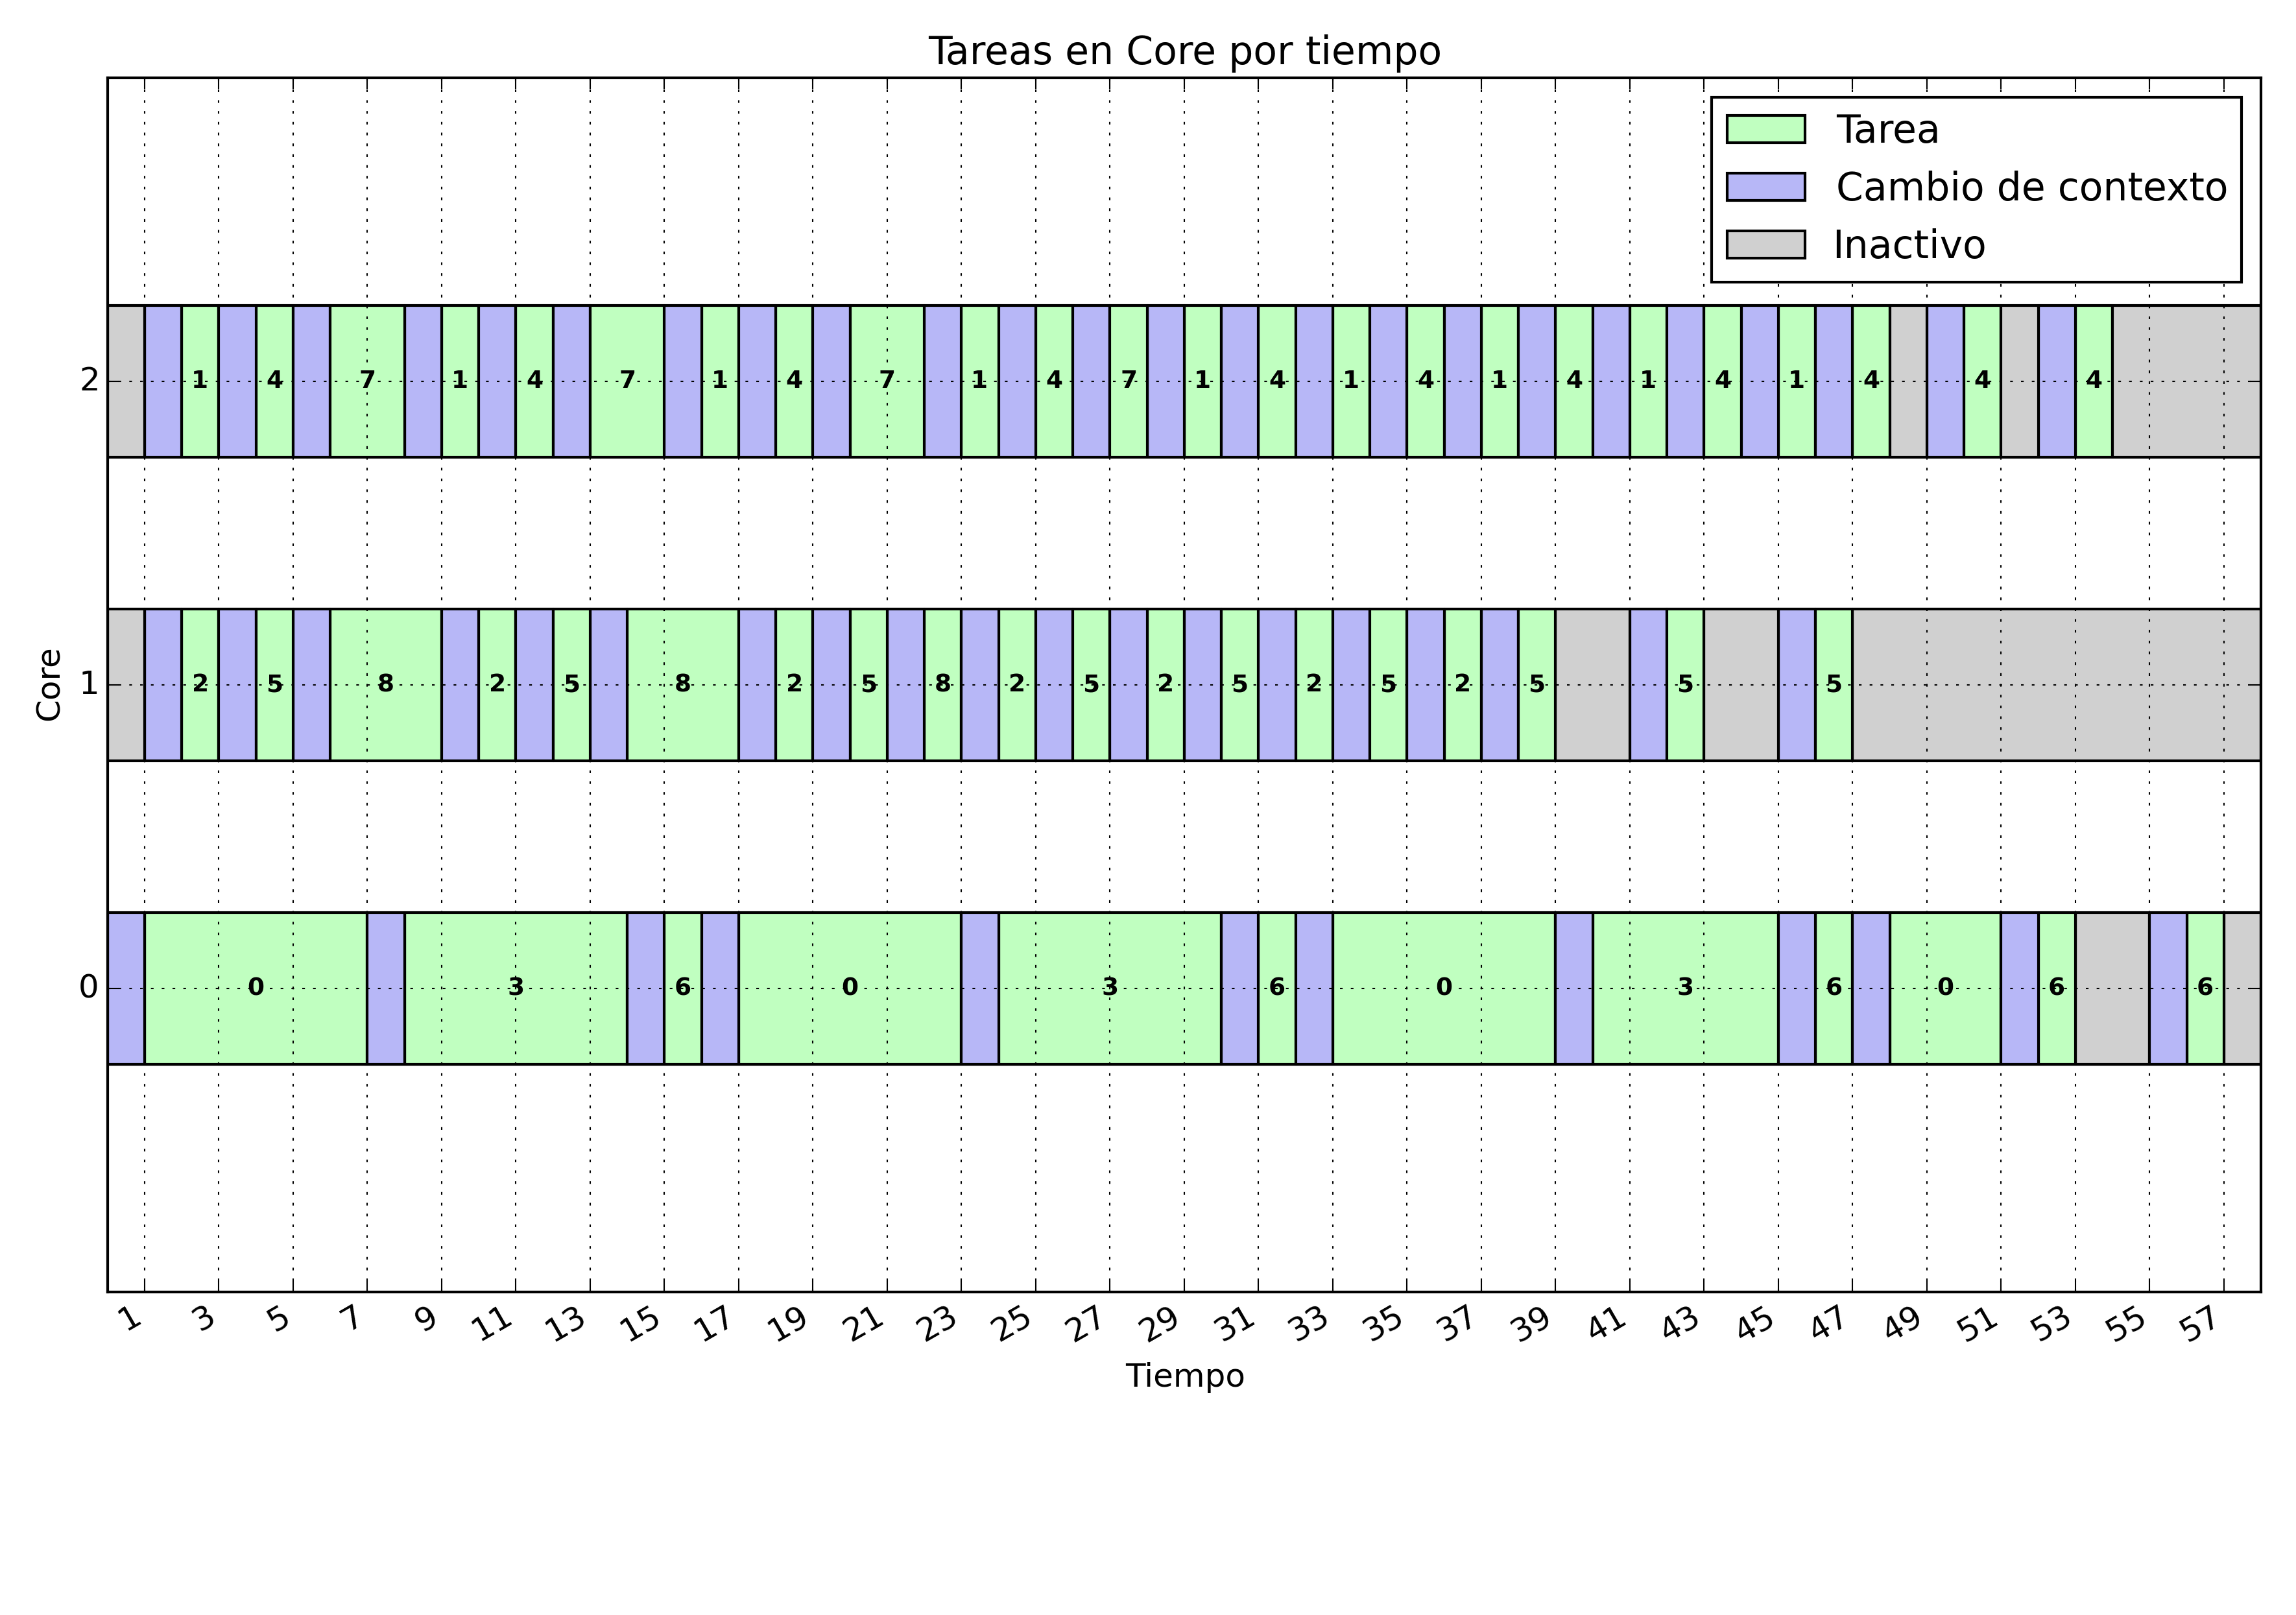 Tareas en Core por tiempo
Tarea
Cambio de contexto
Inactivo
2
1 4 7 1 4 7 1 4 7 1 4 7 1 4 1 4 1 4 1 4 1 4 4 4
Core
1
2 5 8 2 5 8 2 5 8 2 5 2 5 2 5 2 5 5 5
0
0 3 6 0 3 6 0 3 6 0 6 6
1 3 5 7 9 11 13 15 17 19 21 23 25 27 29 31 33 35 37 39 41 43 45 47 49 51 53 55 57
Tiempo